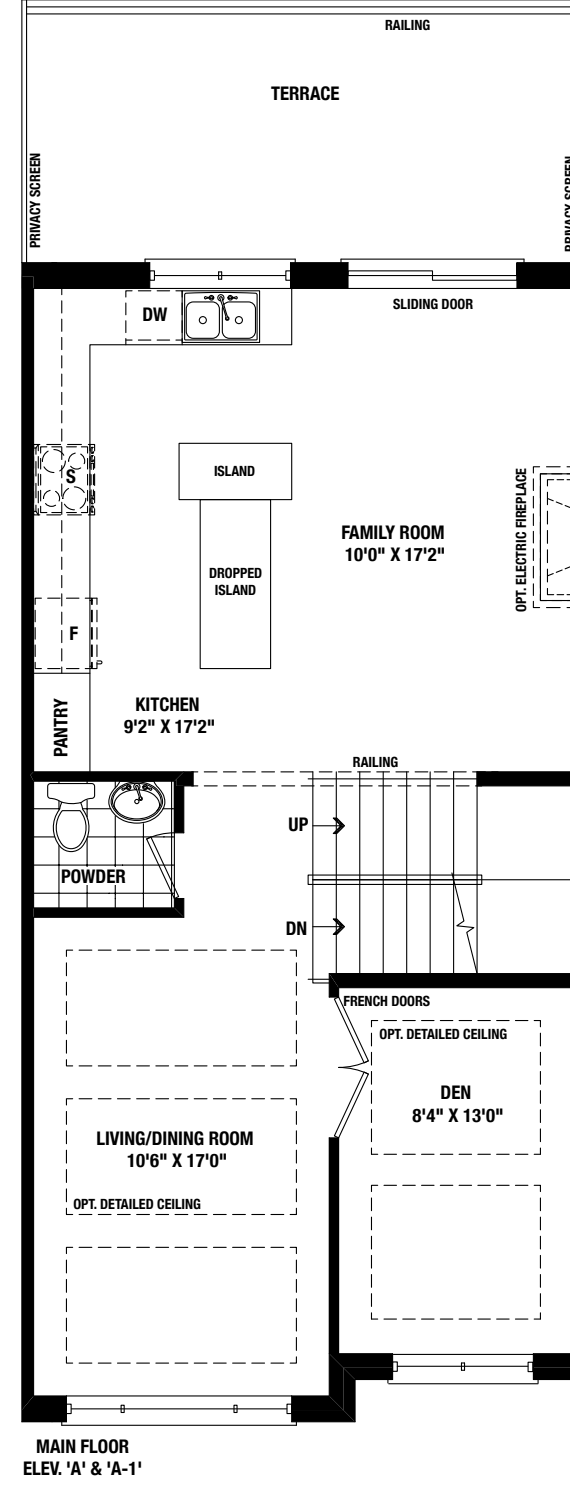 RAILING
TERRACE
PRIVACY SCREEN
PRIVACY SCREEN
SLIDING DOOR
DW
S
ISLAND
FAMILY ROOM
10'0" X 17'2"
OPT. ELECTRIC FIREPLACE
DROPPED
ISLAND
F
PANTRY
KITCHEN
9'2" X 17'2"
RAILING
UP
POWDER
DN
FRENCH DOORS
OPT. DETAILED CEILING
DEN
8'4" X 13'0"
LIVING/DINING ROOM
10'6" X 17'0"
OPT. DETAILED CEILING
MAIN FLOOR
ELEV. 'A' & 'A-1'